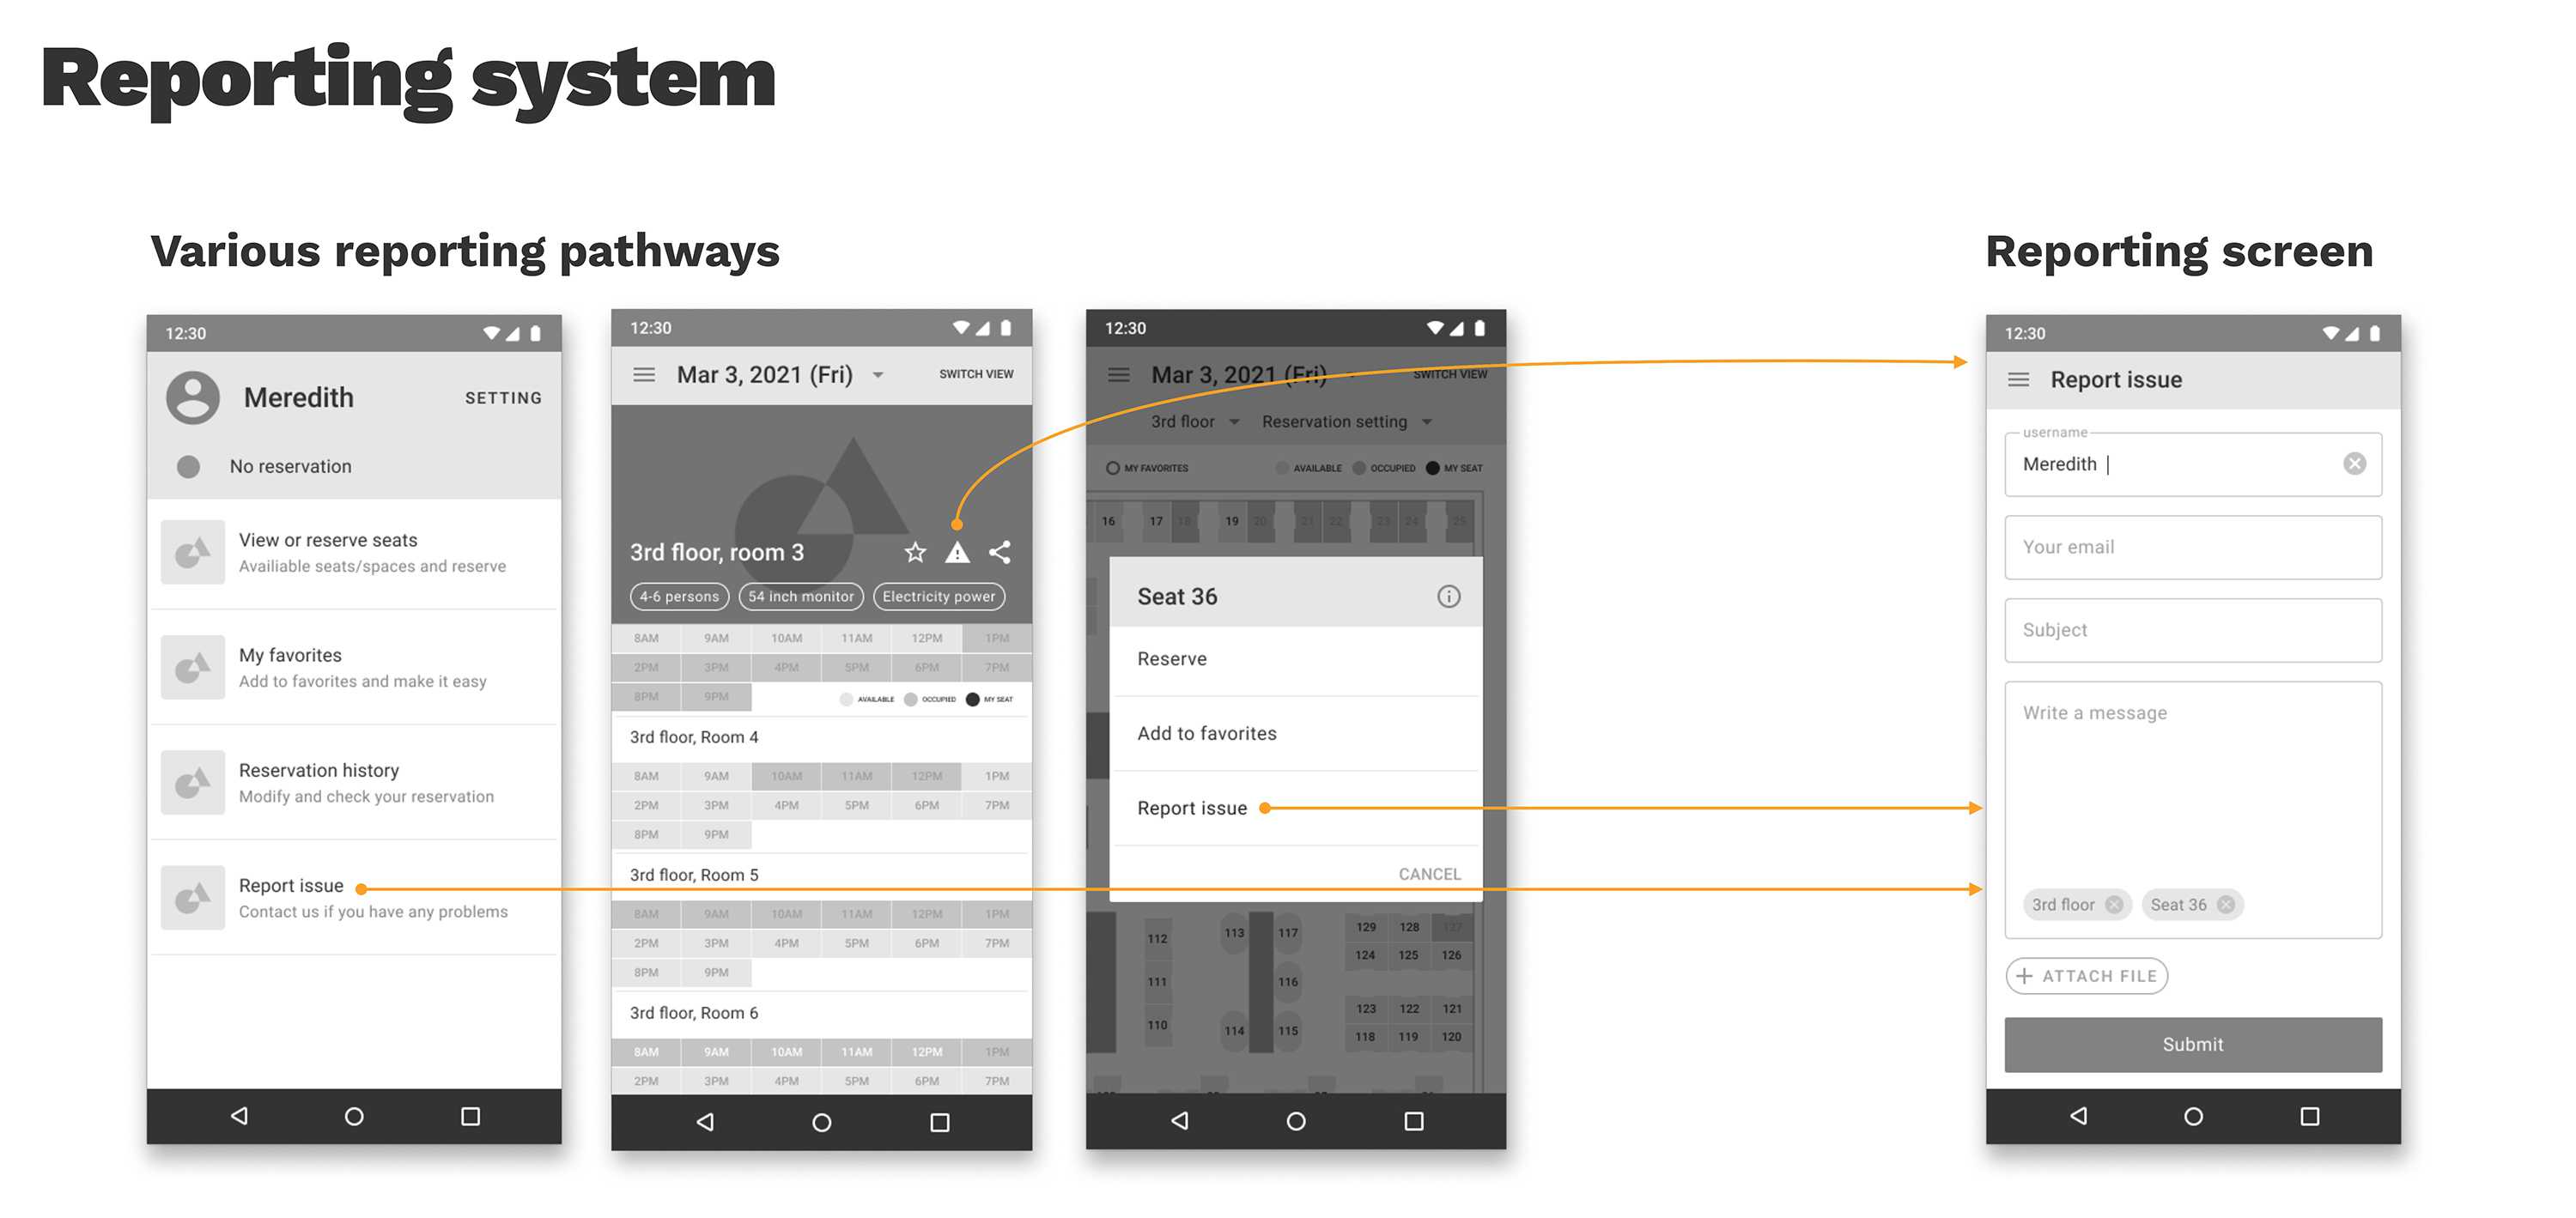 Reporting system
Various reporting pathways
Reporting screen
12:30
Meredith
SETTING
No reservation
View or reserve seats
Availiable seats/spaces and reserve
My favorites
Add to favorites and make it easy
Reservation history
Modify and check your reservation
Report issue
Contact us if you have any problems
12:30
Mar 3, 2021 (Fri)
SWITCH VIEW
3rd floor, room 3
4-6 persons 54 inch monitor Electricity power
8AM 9AM 10AM 11AM 12PM 1PM
2PM 3PM 4PM 5PM 6PM 7PM
8PM 9PM
AVAILABLE OCCUPIED MY SEAT
3rd floor, Room 4
8AM 9AM 10AM 11AM 12PM 1PM
2PM 3PM 4PM 5PM 6PM 7PM
8PM 9PM
3rd floor, Room 5
8AM 9AM 10AM 11AM 12PM 1PM
2PM 3PM 4PM 5PM 6PM 7PM
8PM 9PM
3rd floor, Room 6
8AM 9AM 10AM 11AM 12PM 1PM
2PM 3PM 4PM 5PM 6PM 7PM
12:30
Mar 3, 2021 (Fri)
SWITCH VIEW
3rd floor Reservation setting
MY FAVORITES AVAILABLE OCCUPIED MY SEAT
16 17 18 19 20 21 22 23 24 25
Seat 36
Reserve
Add to favorites
Report issue
CANCEL
112 113 117 129 128 127
124 125 126
111 116
123 122 121
110 114 115 118 119 120
12:30
Report issue
username
Meredith
Your email
Subject
Write a message
3rd floor Seat 36
+ ATTACH FILE
Submit